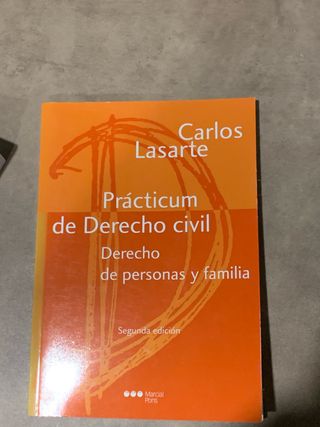 Carlos
Lasarte
Prácticum
de Derecho civil
Derecho
de personas y familia
Segunda edición
Marcial
Pons